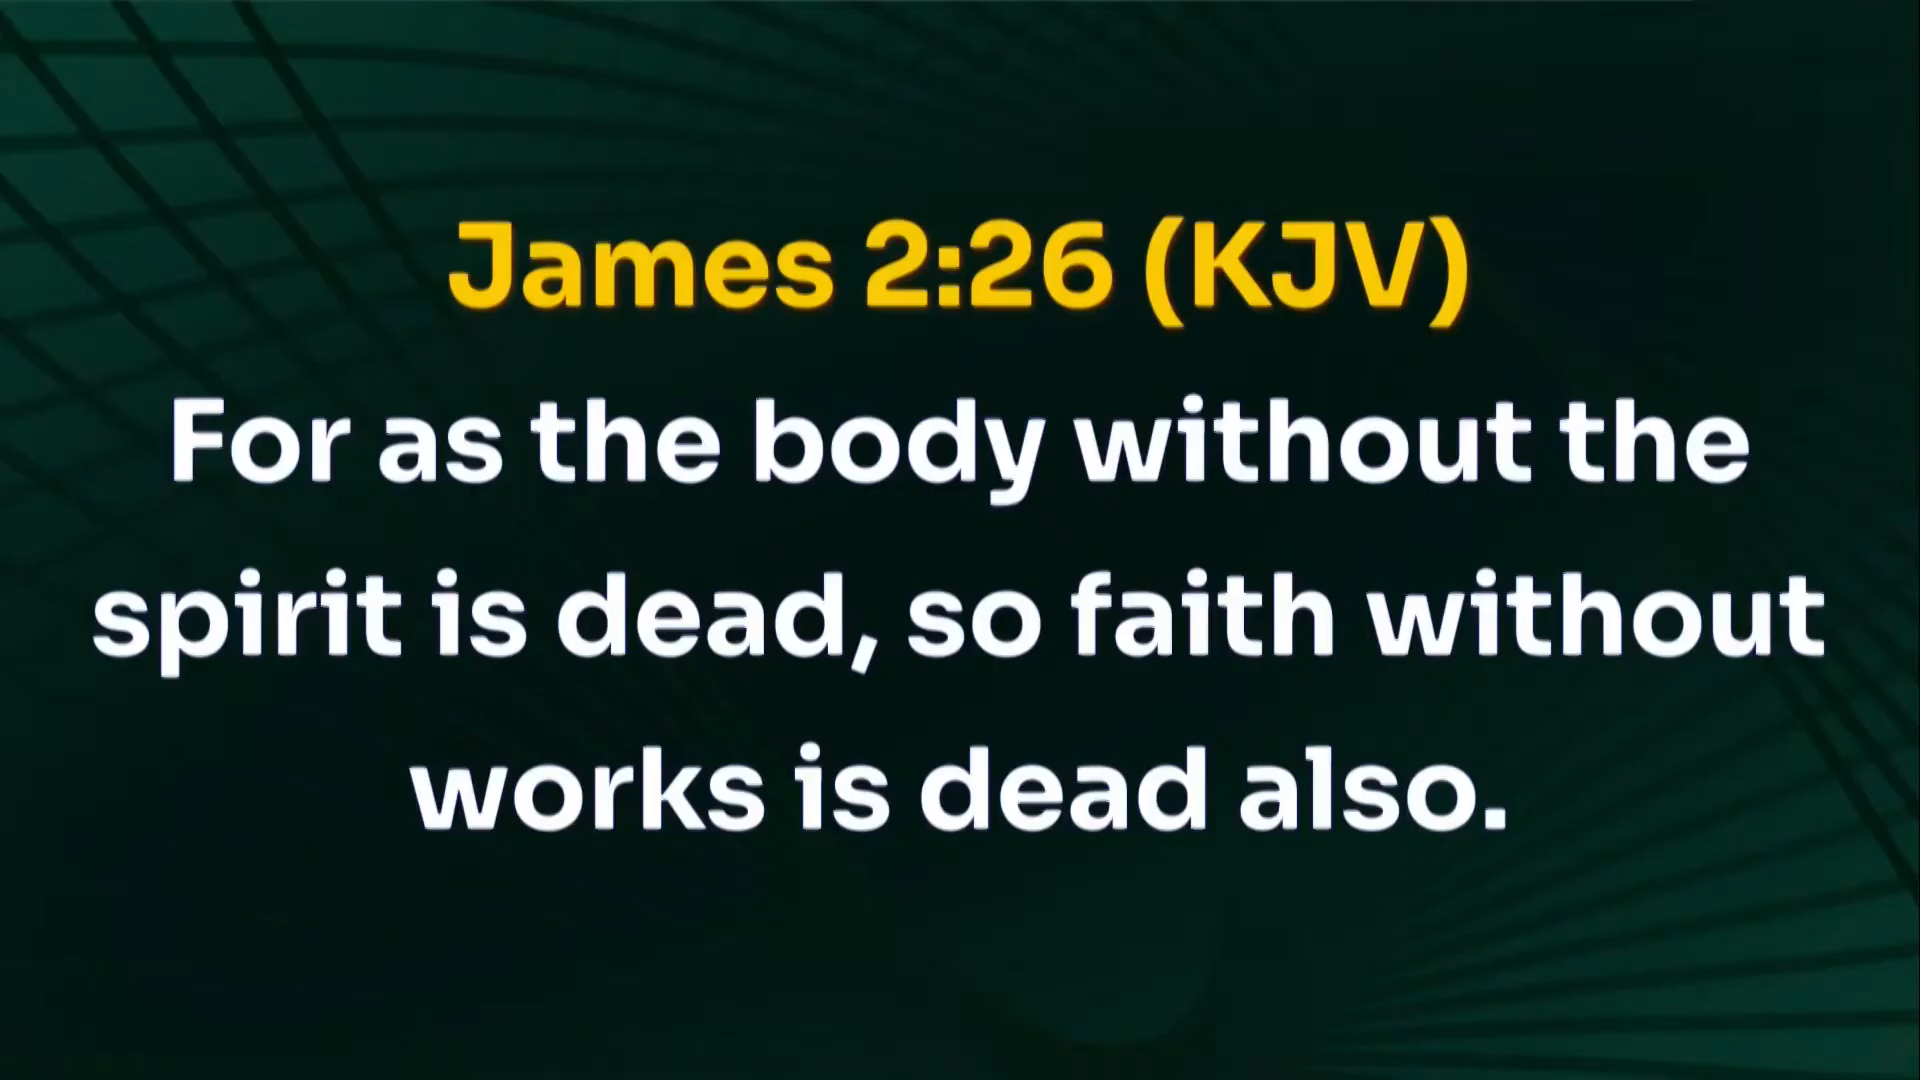 James 2:26 (KJV)
For as the body without the
spirit is dead, so faith without
works is dead also.